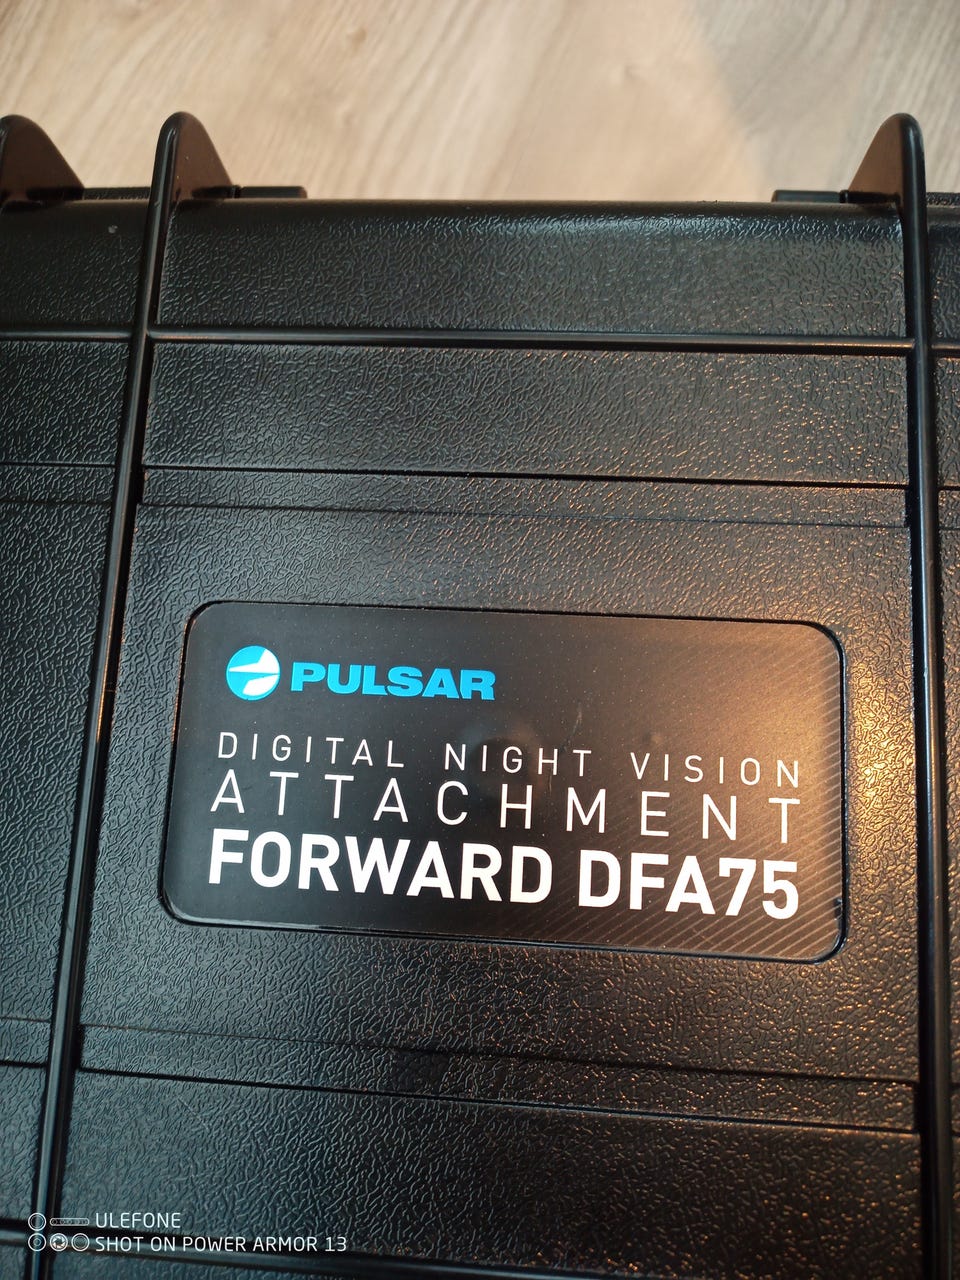 PULSAR
DIGITAL NIGHT VISION
ATTACHMENT
FORWARD DFA75
ULEFONE
SHOT ON POWER ARMOR 13